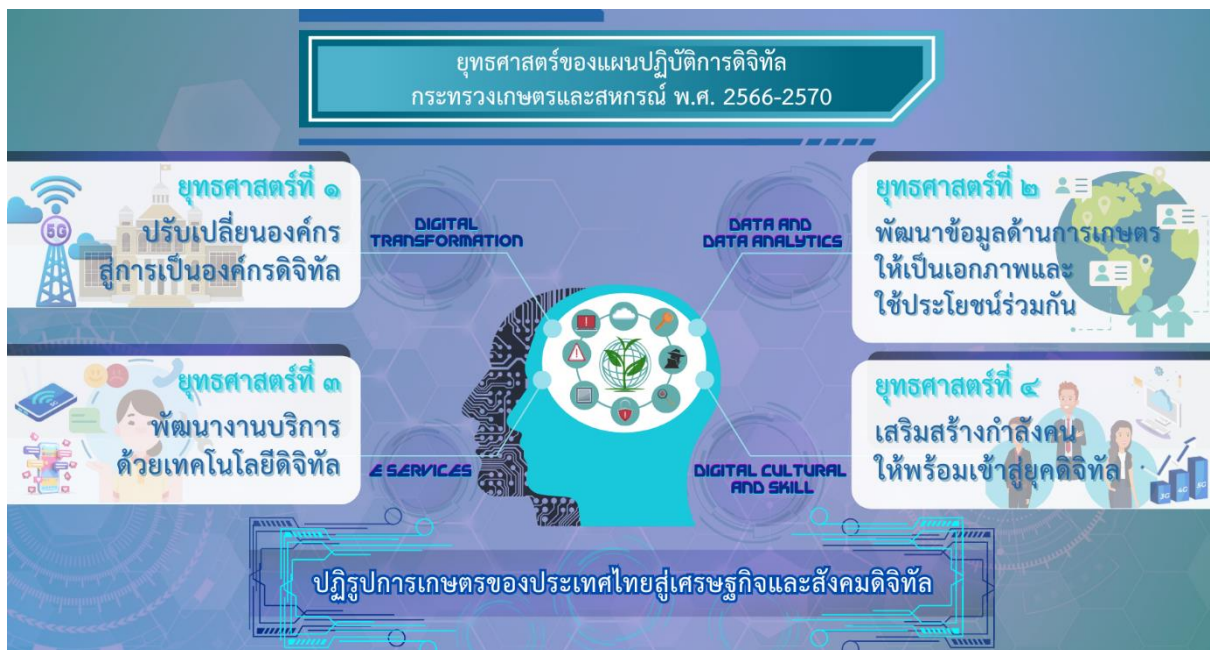 ยุทธศาสตร์ของแผนปฏิบัติการดิจิทัล
กระทรวงเกษตรและสหกรณ์ พ.ศ. 2566-2570
ยุทธศาสตร์ที่ ๑
ปรับเปลี่ยนองค์กร
สู่การเป็นองค์กรดิจิทัล
5G
DIGITAL
TRANSFORMATION
DATA AND
DATA ANALYTICS
ยุทธศาสตร์ที่ ๒
พัฒนาข้อมูลด้านการเกษตร
ให้เป็นเอกภาพและ
ใช้ประโยชน์ร่วมกัน
ยุทธศาสตร์ที่ ๓
พัฒนางานบริการ
ด้วยเทคโนโลยีดิจิทัล
E SERVICES
DIGITAL CULTURAL
AND SKILL
ยุทธศาสตร์ที่ ๔
เสริมสร้างกำลังคน
ให้พร้อมเข้าสู่ยุคดิจิทัล
3G 4G 5G
ปฏิรูปการเกษตรของประเทศไทยสู่เศรษฐกิจและสังคมดิจิทัล